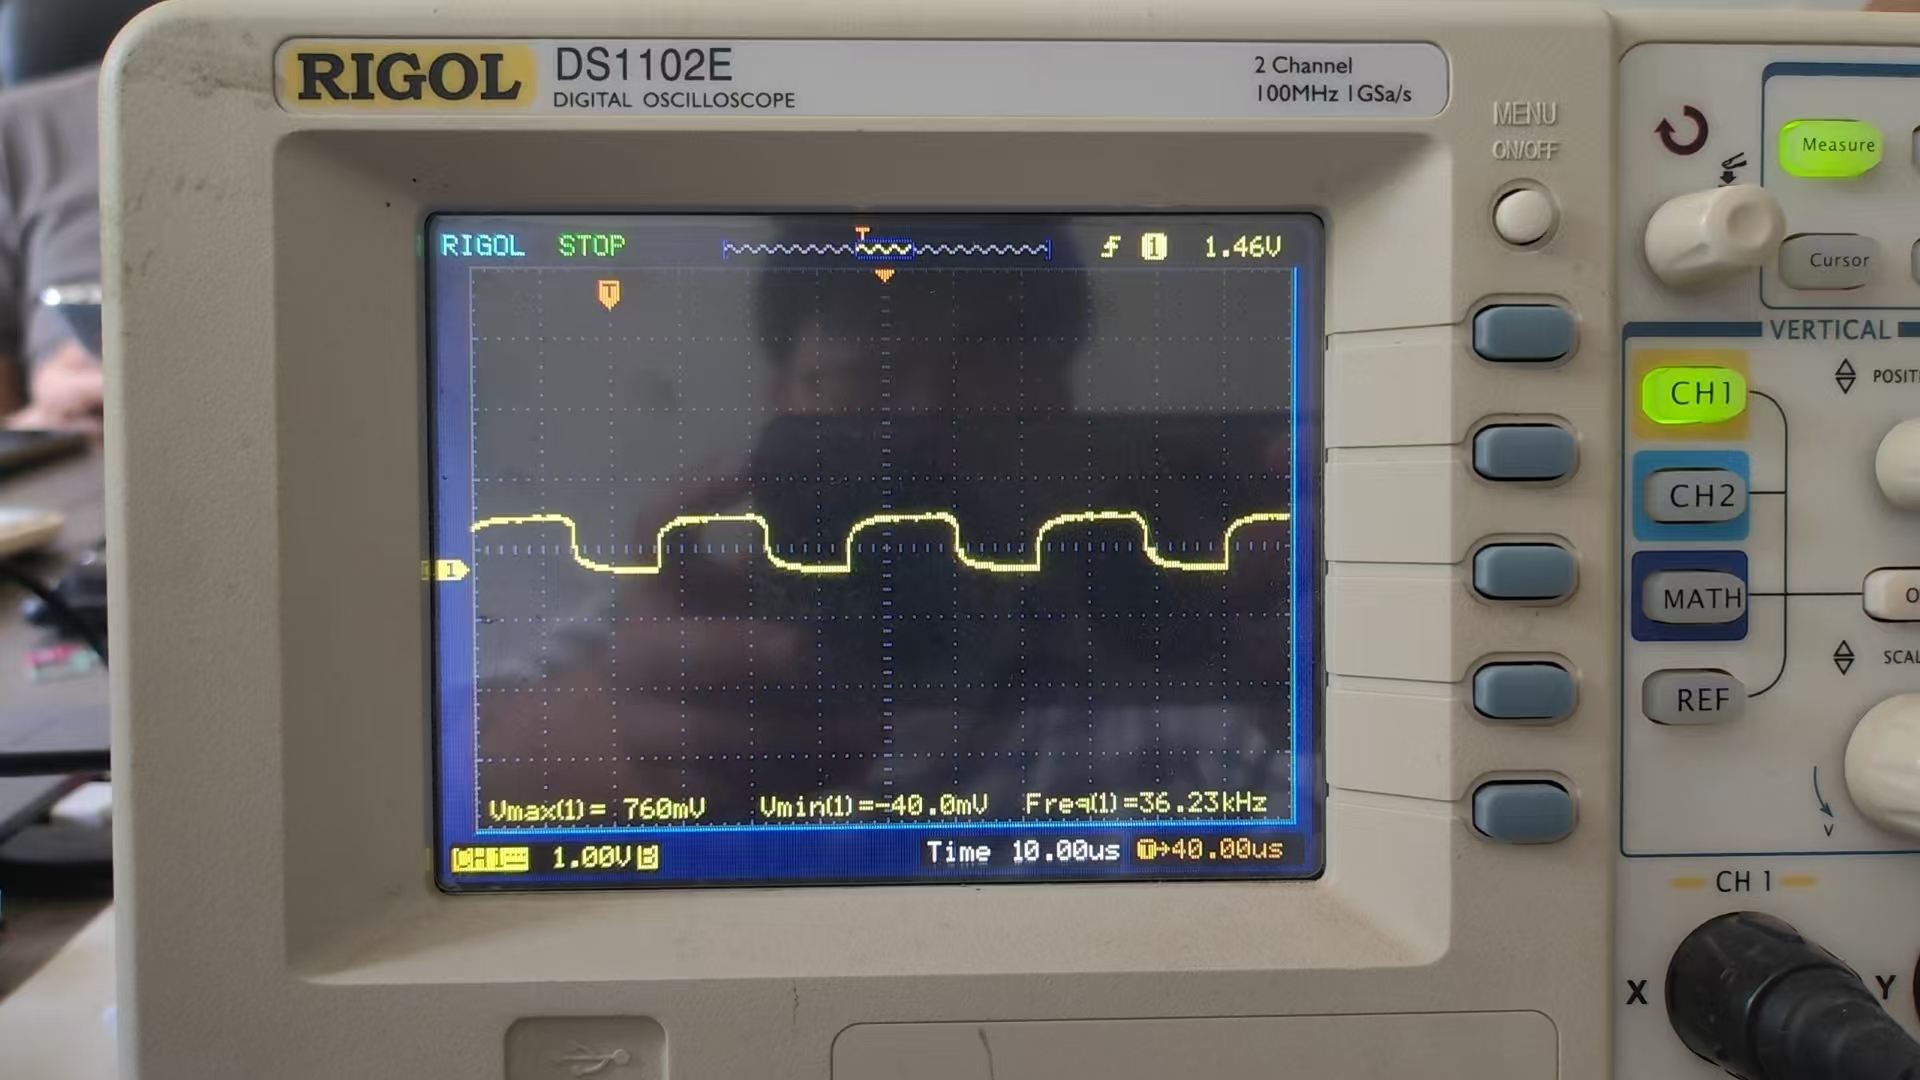 RIGOL DS1102E
DIGITAL OSCILLOSCOPE
2 Channel
100MHz 1GSa/s
MENU
ON/OFF
Measure
Cursor
RIGOL STOP T 1 1.46V
T
1
Vmax(1)= 760mV Vmin(1)=-40.0mV Freq(1)=36.23kHz
CH1 1.00V B Time 10.00us T→40.00us
VERTICAL
CH1
CH2
MATH
REF
V
CH 1
X
Y